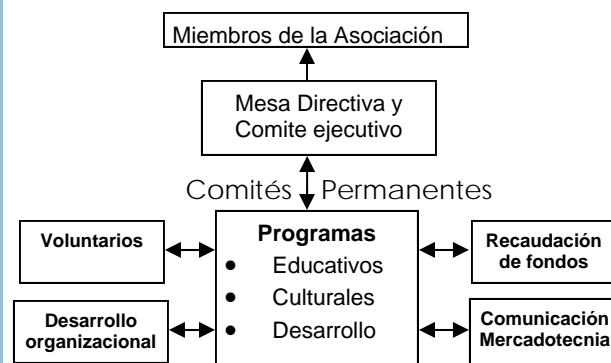 Miembros de la Asociación
Mesa Directiva y
Comite ejecutivo
Comités Permanentes
Voluntarios
Programas
• Educativos
• Culturales
• Desarrollo
Recaudación
de fondos
Desarrollo
organizacional
Comunicación
Mercadotecnia